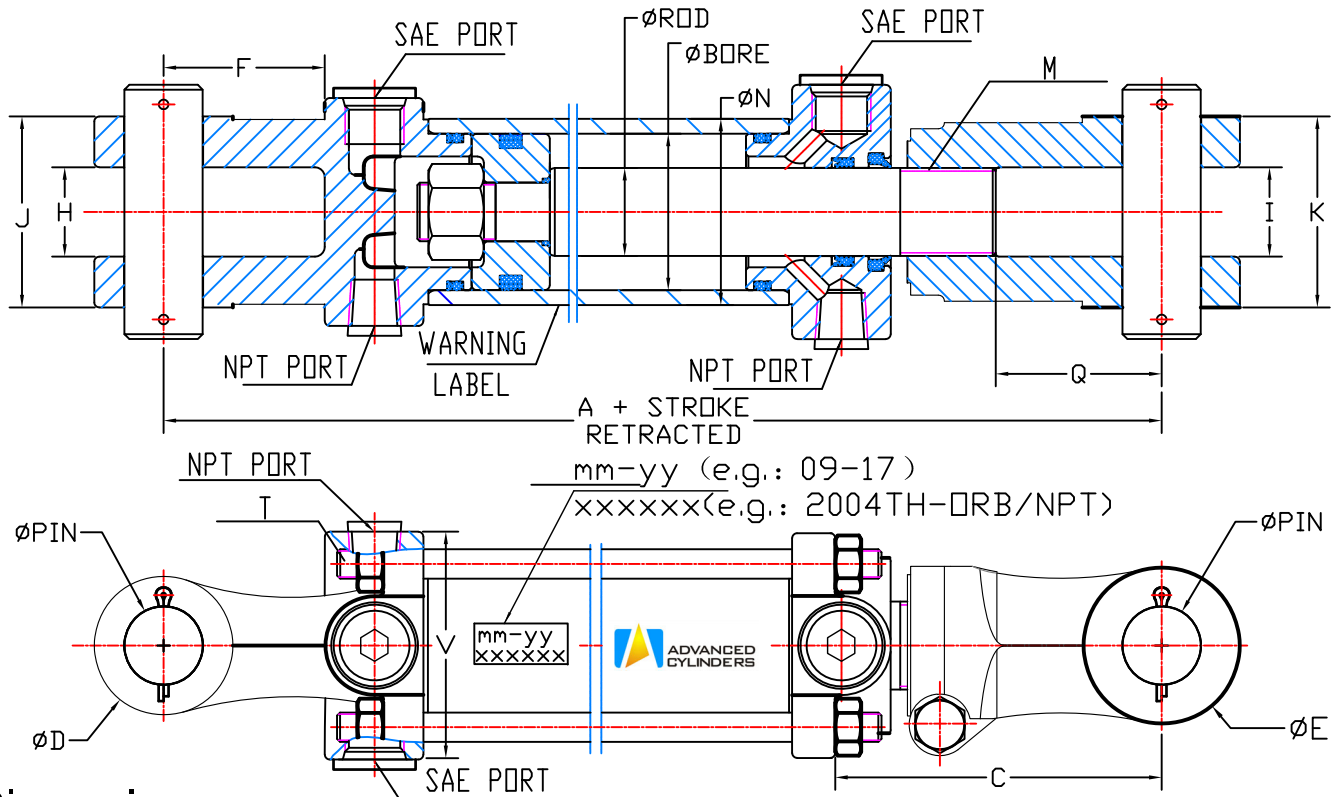 SAE PORT
øROD
SAE PORT
F
øBORE
M
øN
J
H
I
K
WARNING
LABEL
NPT PORT
NPT PORT
Q
A + STROKE
RETRACTED
NPT PORT
mm-yy (e.g.: 09-17)
xxxxxx(e.g.: 2004TH-ORB/NPT)
T
øPIN
øPIN
V
mm-yy
xxxxxx
ADVANCED
CYLINDERS
øD
øE
SAE PORT
C